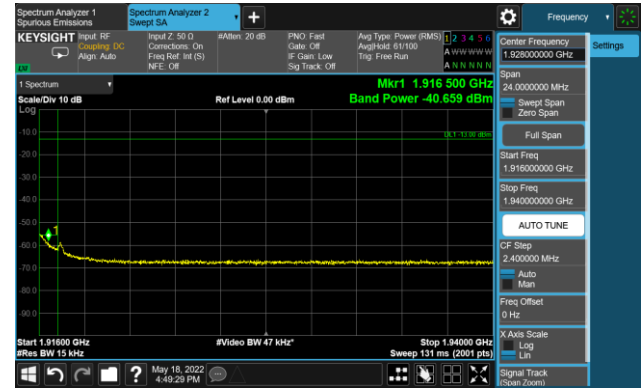 Spectrum Analyzer 1
Spurious Emissions
Spectrum Analyzer 2
Swept SA
Frequency
KEYSIGHT
Input: RF
Coupling: DC
Align: Auto
Input Z: 50 Ω
Corrections: On
Freq Ref: Int (S)
NFE: Off
#Atten: 20 dB
PNO: Fast
Gate: Off
IF Gain: Low
Sig Track: Off
Avg Type: Power (RMS)
Avg|Hold: 61/100
Trig: Free Run
1 2 3 4 5 6
A W W W W W
A N N N N N
1 Spectrum
Scale/Div 10 dB
Log
Ref Level 0.00 dBm
Mkr1 1.916 500 GHz
Band Power -40.659 dBm
DL1 -13.00 dBm
-10.0
-20.0
-30.0
-40.0
-50.0
-60.0
-70.0
-80.0
-90.0
1
Start 1.91600 GHz
#Res BW 15 kHz
#Video BW 47 kHz*
Stop 1.94000 GHz
Sweep 131 ms (2001 pts)
May 18, 2022
4:49:29 PM
Center Frequency
1.928000000 GHz
Span
24.0000000 MHz
Swept Span
Zero Span
Full Span
Start Freq
1.916000000 GHz
Stop Freq
1.940000000 GHz
AUTO TUNE
CF Step
2.400000 MHz
Auto
Man
Freq Offset
0 Hz
X Axis Scale
Log
Lin
Signal Track
(Span Zoom)
Settings